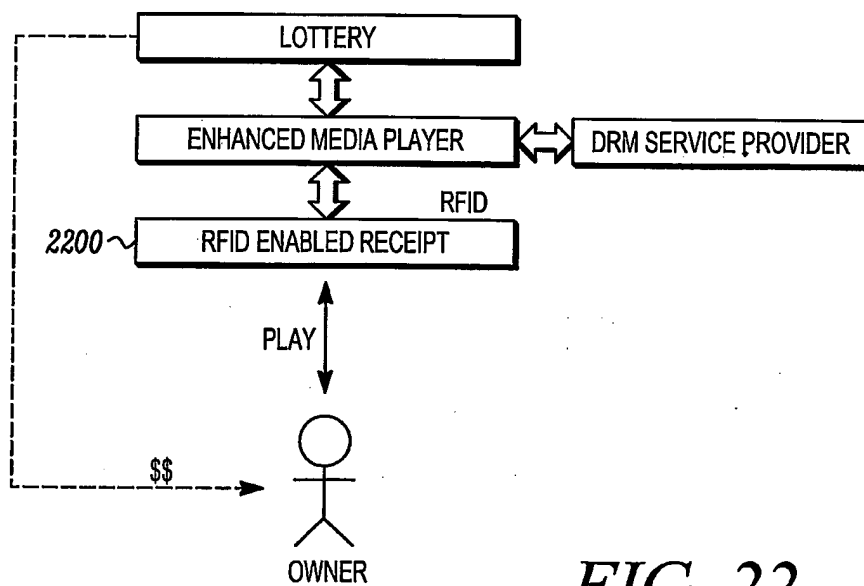 LOTTERY
ENHANCED MEDIA PLAYER
DRM SERVICE PROVIDER
RFID
2200
RFID ENABLED RECEIPT
PLAY
$$
OWNER
FIG. 22